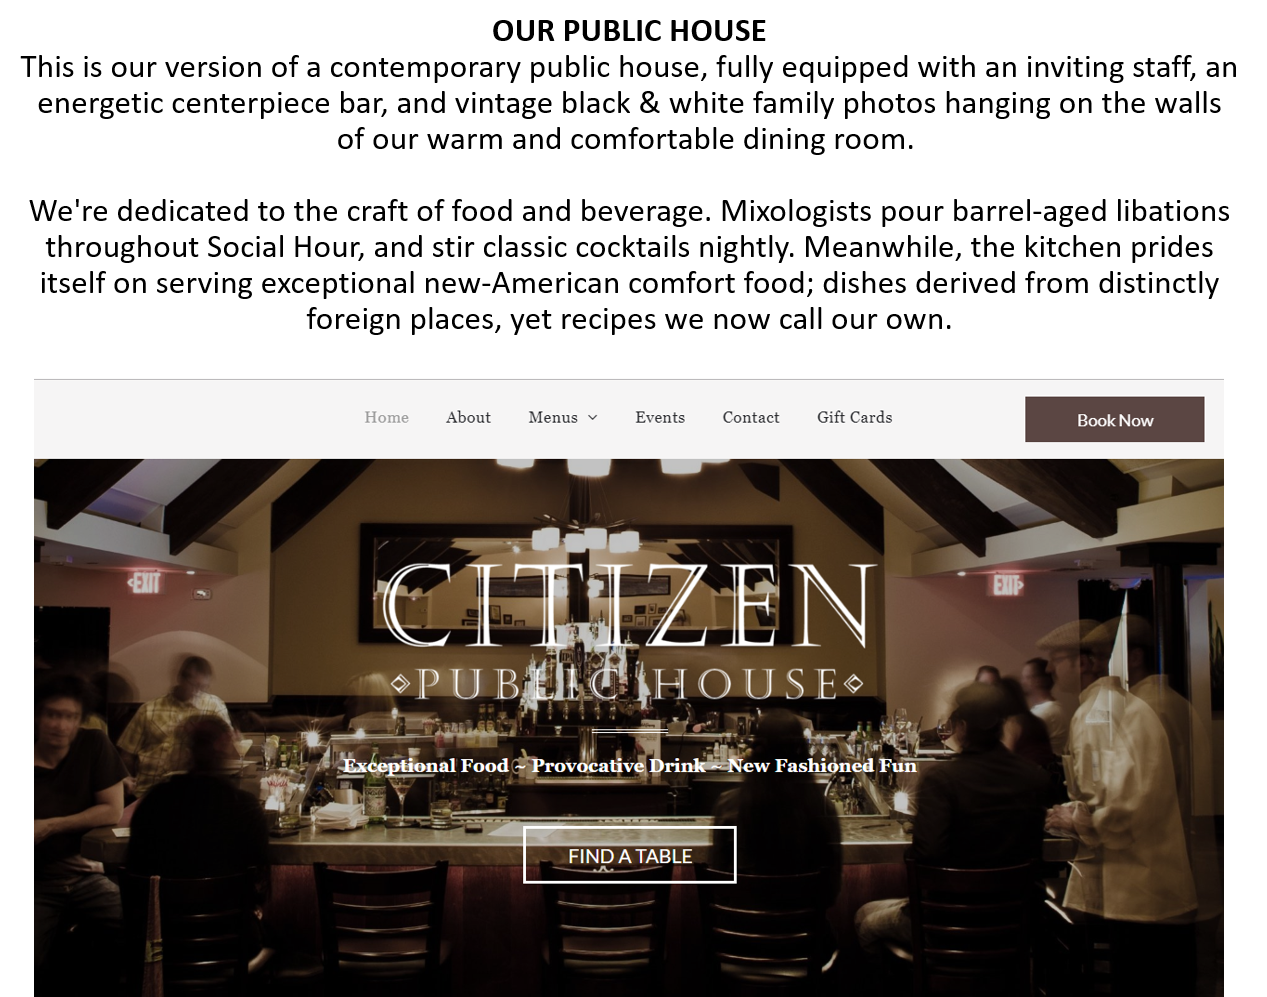 OUR PUBLIC HOUSE
This is our version of a contemporary public house, fully equipped with an inviting staff, an
energetic centerpiece bar, and vintage black & white family photos hanging on the walls
of our warm and comfortable dining room.
We're dedicated to the craft of food and beverage. Mixologists pour barrel-aged libations
throughout Social Hour, and stir classic cocktails nightly. Meanwhile, the kitchen prides
itself on serving exceptional new-American comfort food; dishes derived from distinctly
foreign places, yet recipes we now call our own.
Home About Menus Events Contact Gift Cards Book Now
EXIT EXIT
CITIZEN
PUBLIC HOUSE
Exceptional Food ~ Provocative Drink ~ New Fashioned Fun
FIND A TABLE